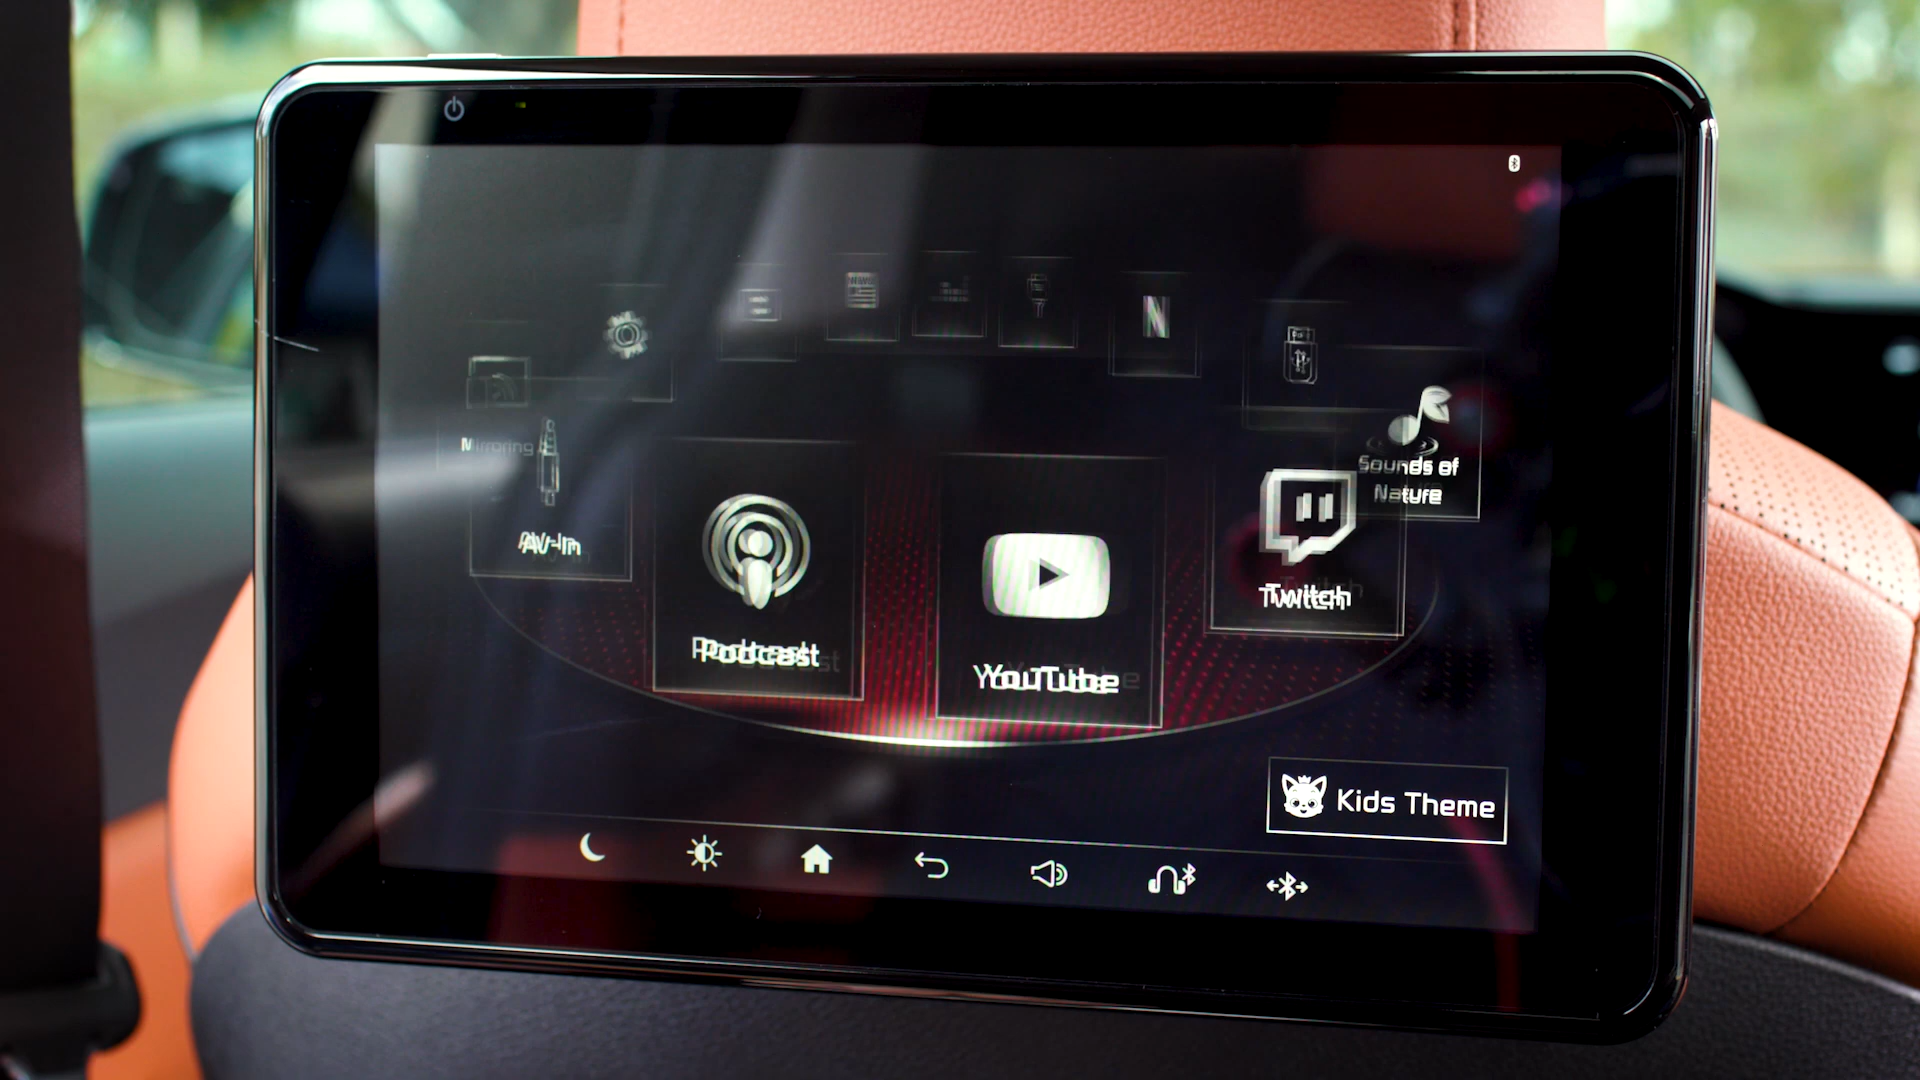 N
Mirroring
Sounds of
Nature
AV-In
Twitch
Podcast
YouTube
Kids Theme